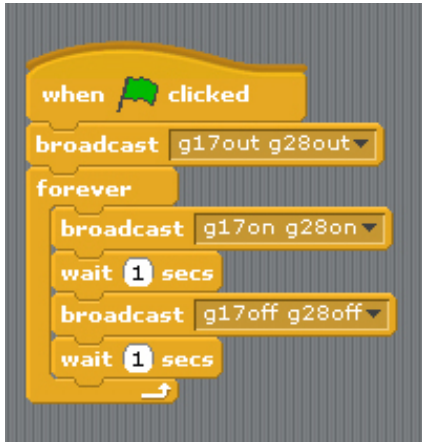 when clicked
broadcast g17out g28out
forever
broadcast g17on g28on
wait 1 secs
broadcast g17off g28off
wait 1 secs